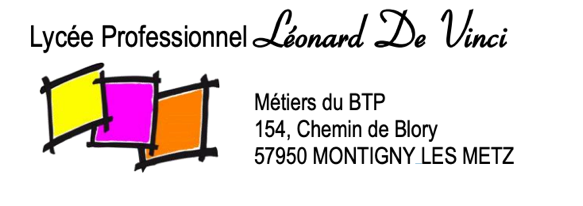 Lycée Professionnel Léonard De Vinci
Métiers du BTP
154, Chemin de Blory
57950 MONTIGNY LES METZ